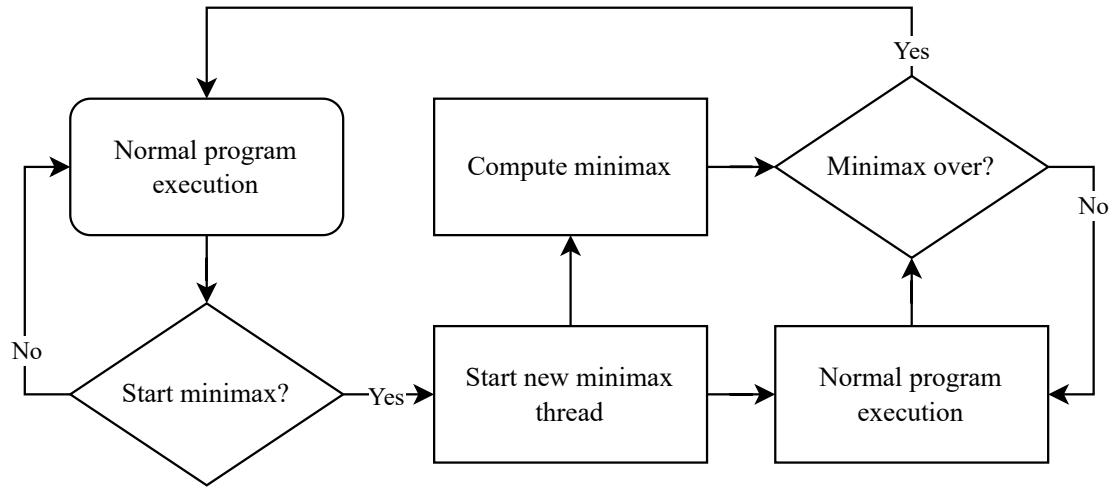 Yes
Normal program
execution
Compute minimax
Minimax over?
No
No
Start minimax?
Yes
Start new minimax
thread
Normal program
execution